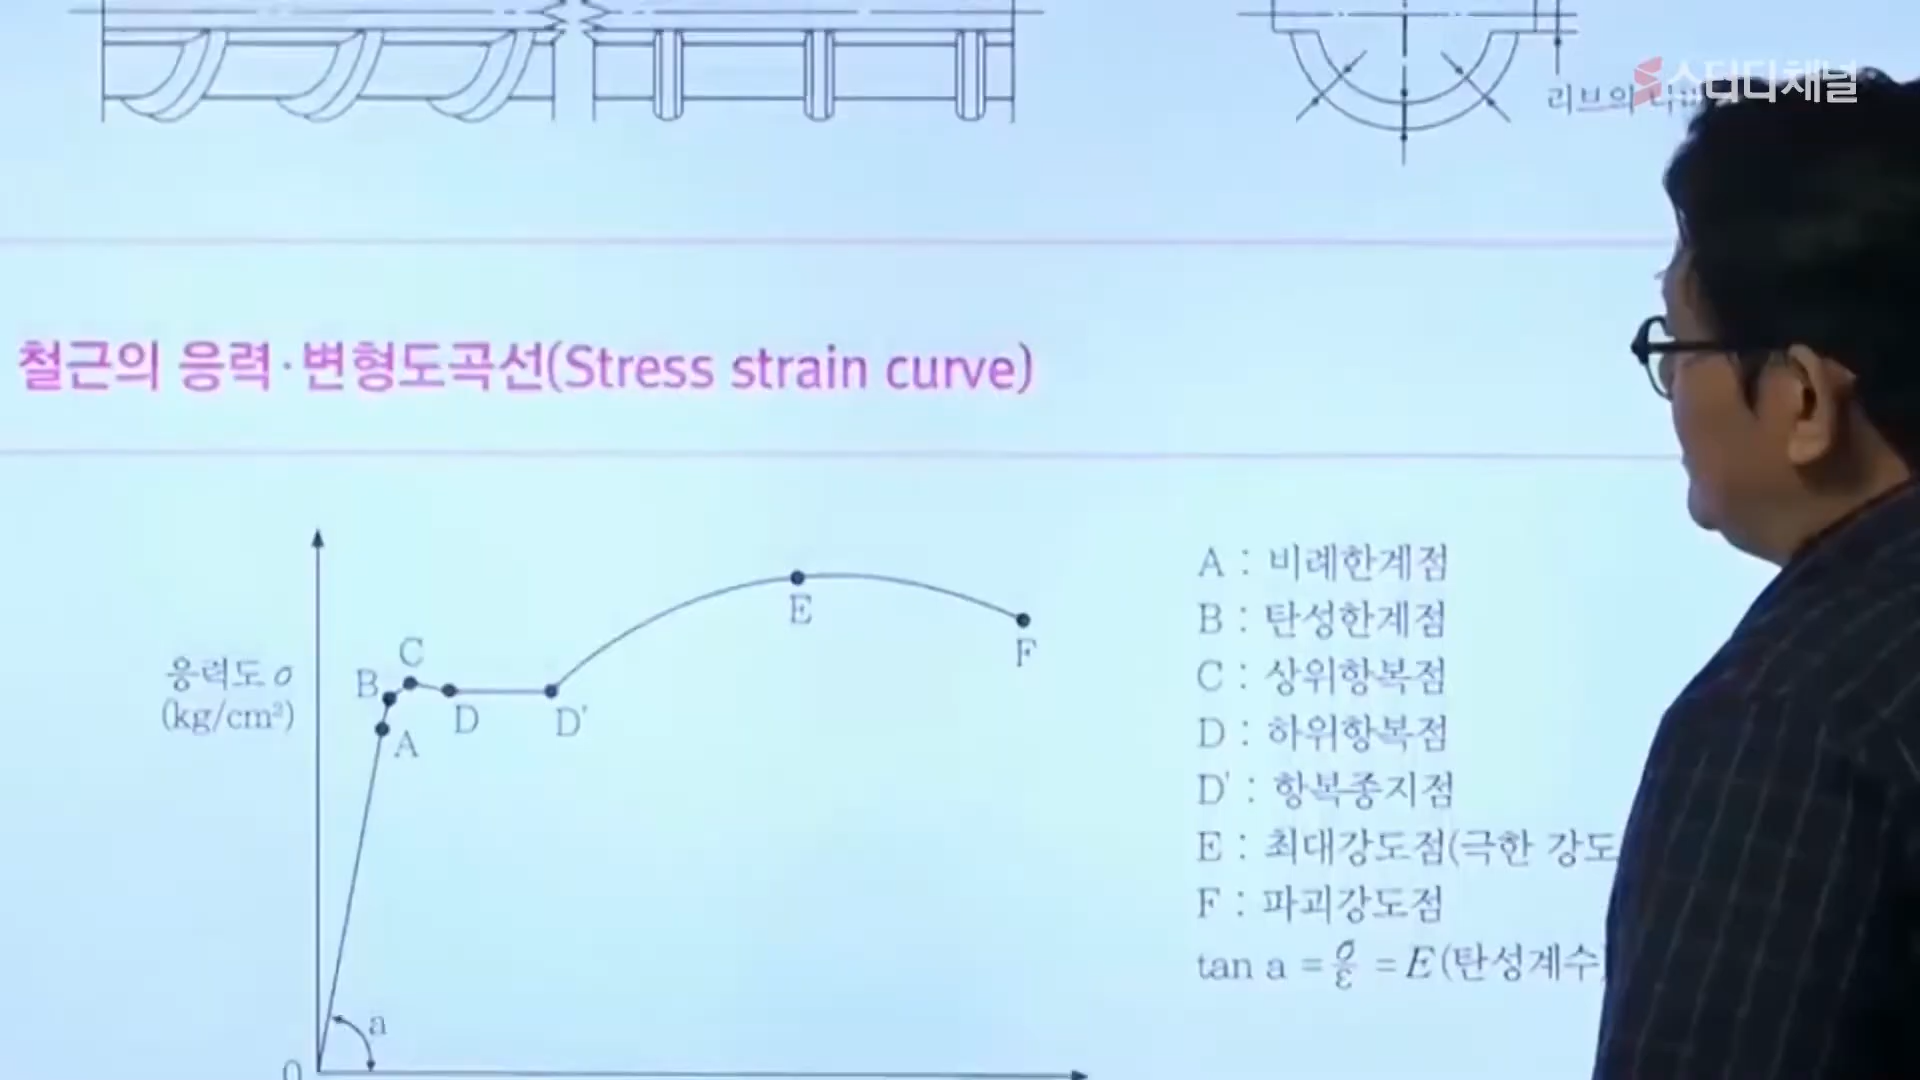 스터디채널
리브의
철근의 응력·변형도곡선(Stress strain curve)
응력도 σ
(kg/cm²)
A
B
C
D
D'
E
F
a
0
A : 비례한계점
B : 탄성한계점
C : 상위항복점
D : 하위항복점
D' : 항복종지점
E : 최대강도점(극한 강도
F : 파괴강도점
tan a = σ/ε = E(탄성계수)